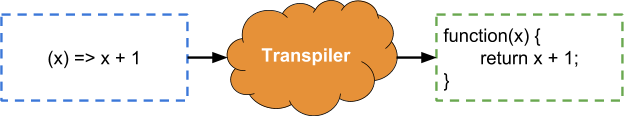 (x) => x + 1
Transpiler
function(x) {
return x + 1;
}